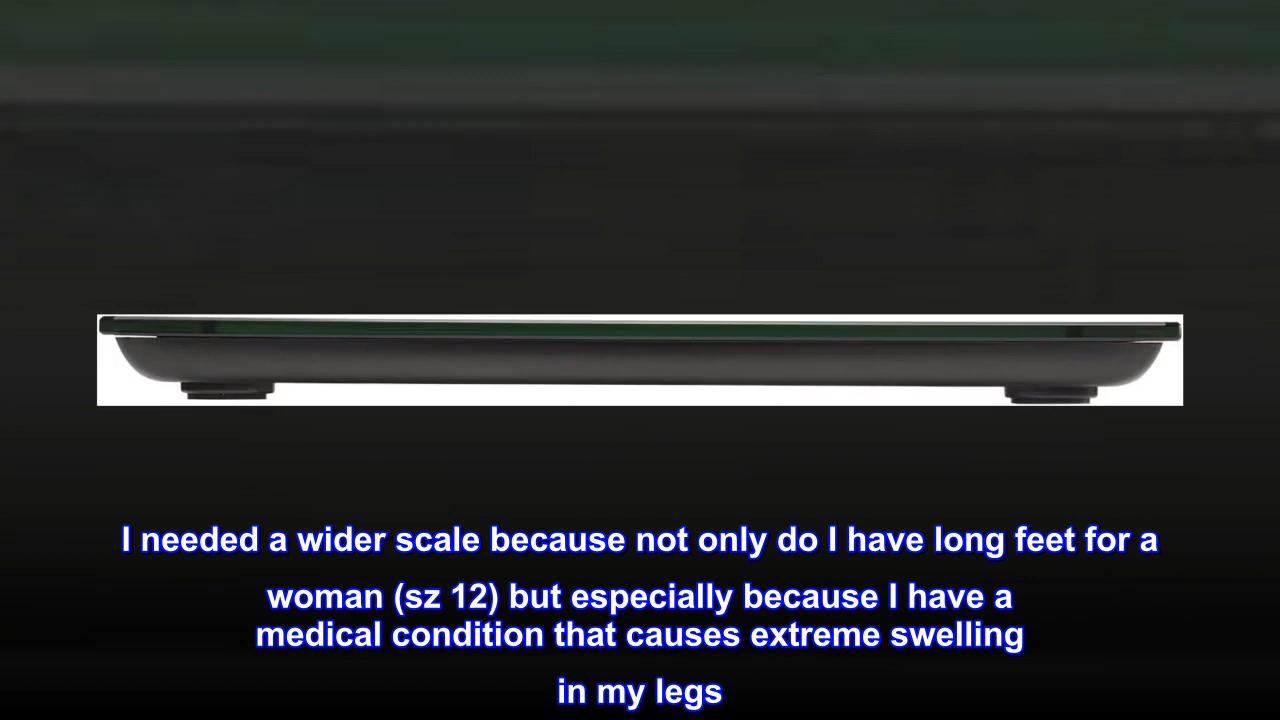 I needed a wider scale because not only do I have long feet for a
woman (sz 12) but especially because I have a
medical condition that causes extreme swelling
in my legs